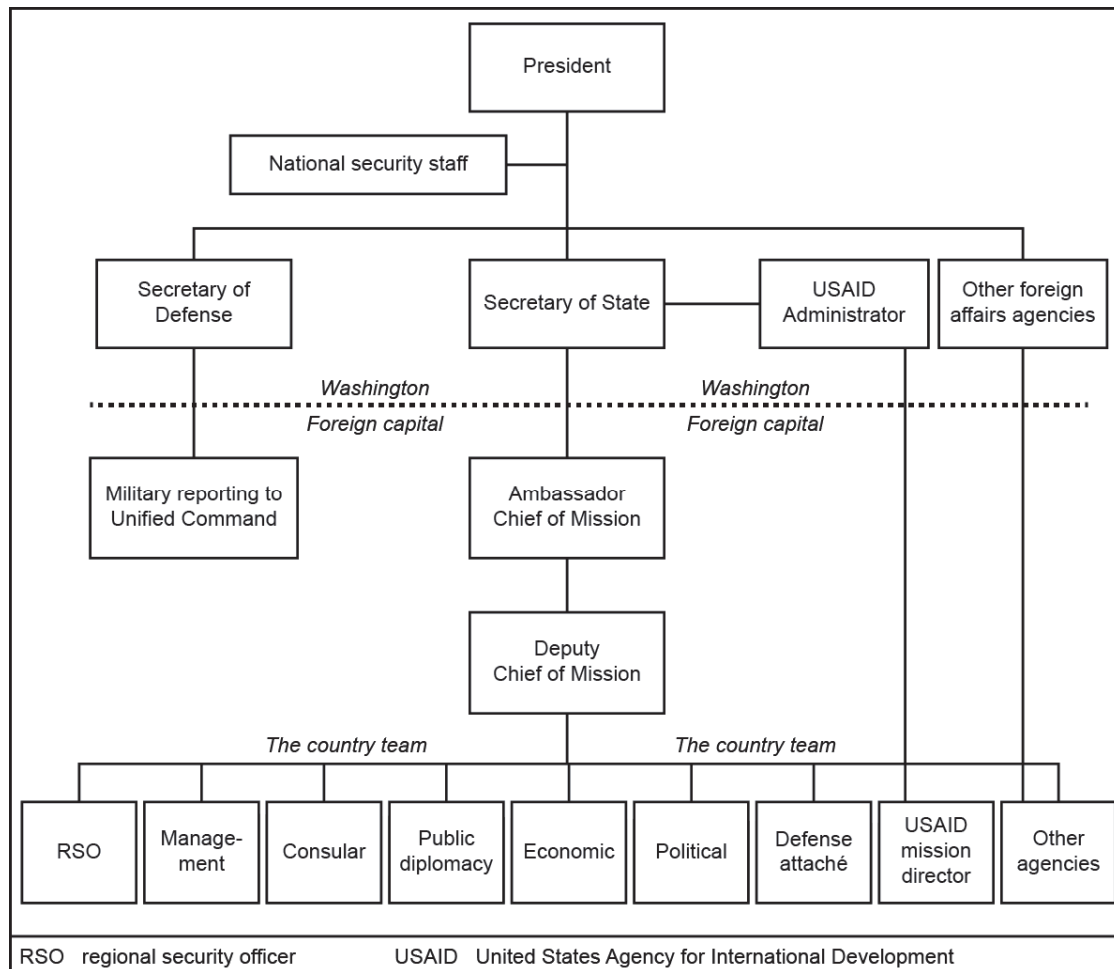 President
National security staff
Secretary of
Defense
Secretary of State
USAID
Administrator
Other foreign
affairs agencies
Washington
Washington
Foreign capital
Foreign capital
Military reporting to
Unified Command
Ambassador
Chief of Mission
Deputy
Chief of Mission
The country team
The country team
RSO
Manage-
ment
Consular
Public
diplomacy
Economic
Political
Defense
attaché
USAID
mission
director
Other
agencies
RSO regional security officer
USAID United States Agency for International Development